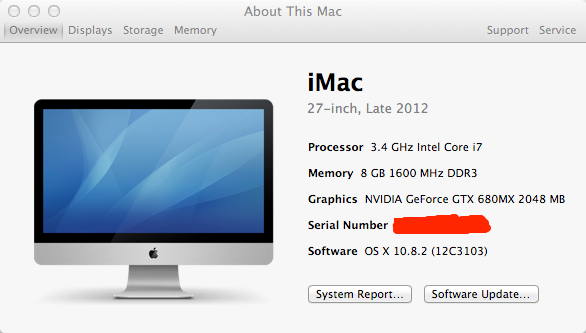 About This Mac
Overview Displays Storage Memory Support Service
iMac
27-inch, Late 2012
Processor 3.4 GHz Intel Core i7
Memory 8 GB 1600 MHz DDR3
Graphics NVIDIA GeForce GTX 680MX 2048 MB
Serial Number
Software OS X 10.8.2 (12C3103)
System Report... Software Update...